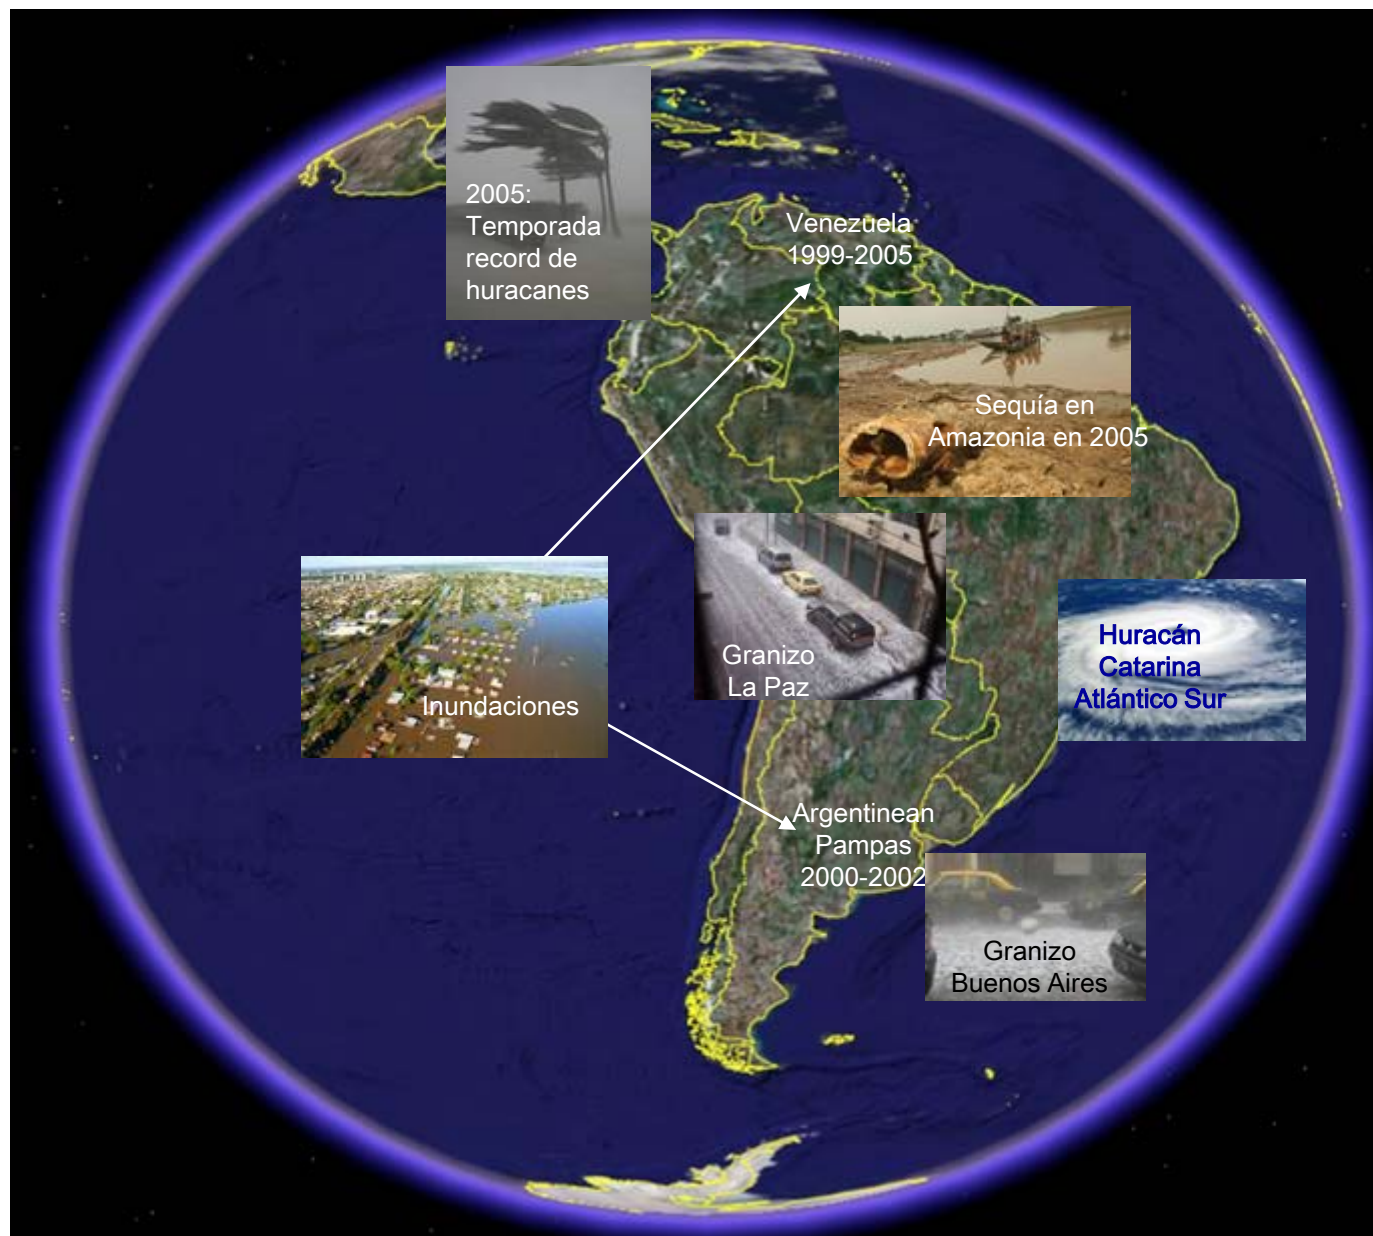 2005:
Temporada
record de
huracanes
Venezuela
1999-2005
Sequía en
Amazonia en 2005
Granizo
La Paz
Huracán
Catarina
Atlántico Sur
Inundaciones
Argentinean
Pampas
2000-2002
Granizo
Buenos Aires